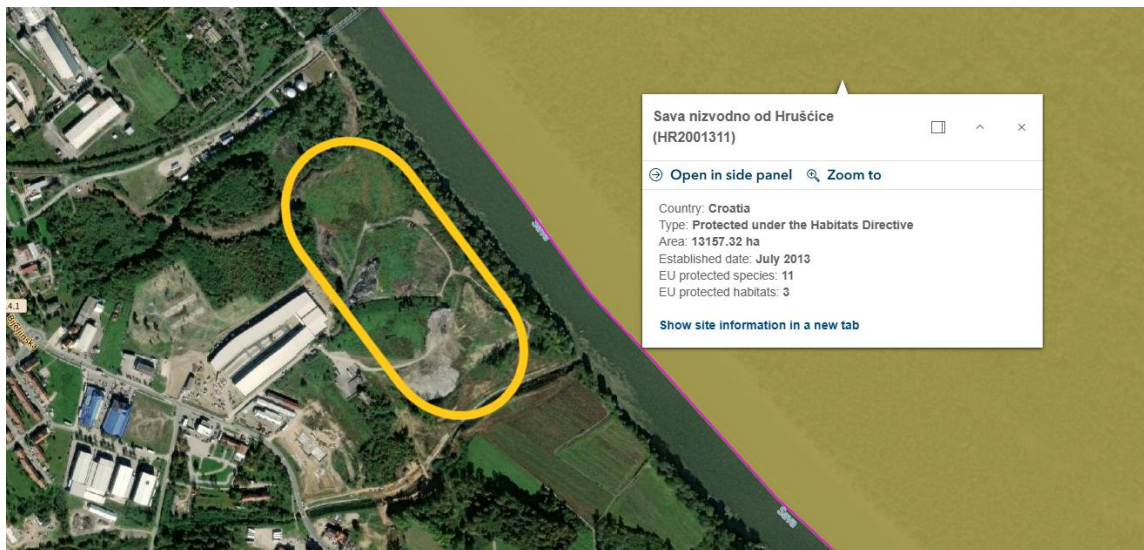 Sava nizvodno od Hrušćice
(HR2001311)
Open in side panel Zoom to
Country: Croatia
Type: Protected under the Habitats Directive
Area: 13157.32 ha
Established date: July 2013
EU protected species: 11
EU protected habitats: 3
Show site information in a new tab
Sava
.4.1
Sava